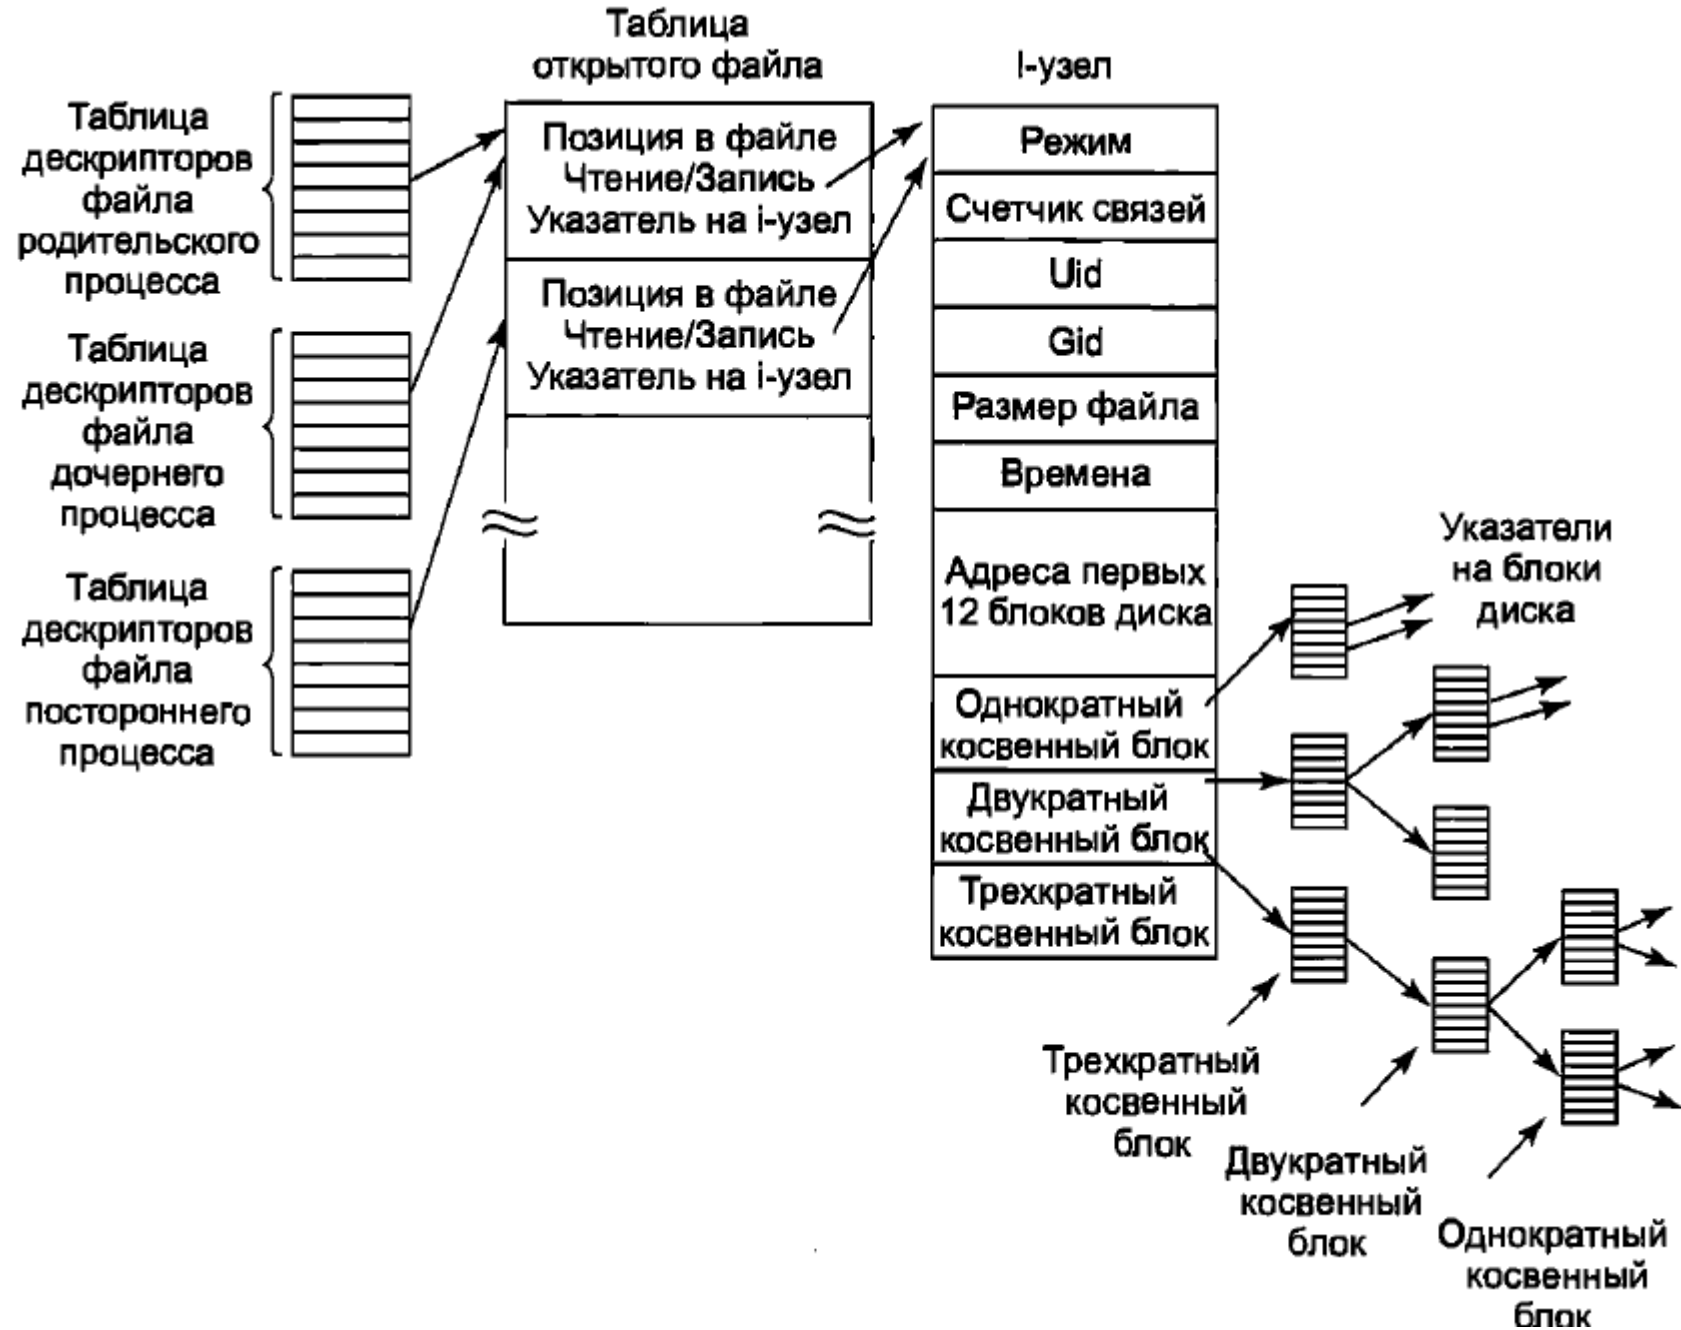 Таблица
открытого файла
I-узел
Таблица
дескрипторов
файла
родительского
процесса
Таблица
дескрипторов
файла
дочернего
процесса
Таблица
дескрипторов
файла
постороннего
процесса
Позиция в файле
Чтение/Запись
Указатель на i-узел
Позиция в файле
Чтение/Запись
Указатель на i-узел
Режим
Счетчик связей
Uid
Gid
Размер файла
Времена
Адреса первых
12 блоков диска
Однократный
косвенный блок
Двукратный
косвенный блок
Трехкратный
косвенный блок
Указатели
на блоки
диска
Трехкратный
косвенный
блок
Двукратный
косвенный
блок
Однократный
косвенный
блок